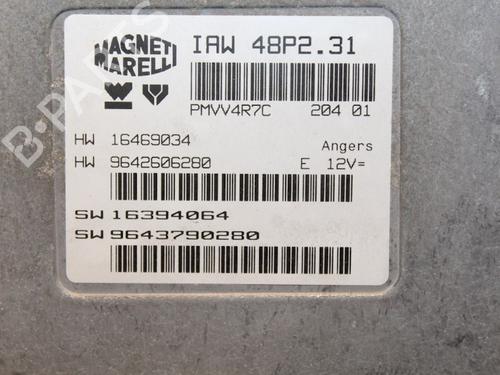 MAGNETI MARELLI
IAW 48P2.31
PMVV4R7C 204 01
HW 16469034 Angers
HW 9642606280 E 12V=
SW 16394064
SW 9643790280
B-PARTS